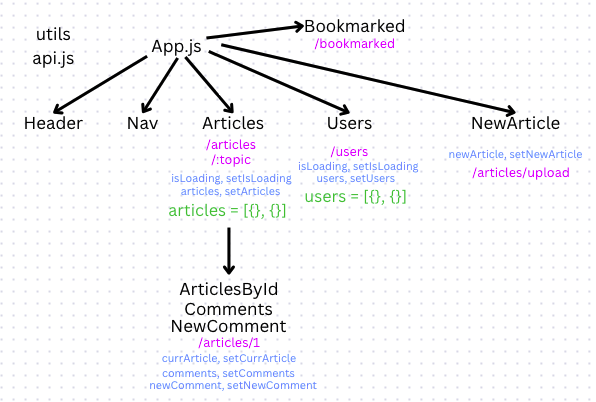 utils
api.js
App.js
Bookmarked
/bookmarked
Header
Nav
Articles
/articles
/:topic
isLoading, setIsLoading
articles, setArticles
articles = [{}, {}]
Users
/users
isLoading, setIsLoading
users, setUsers
users = [{}, {}]
NewArticle
newArticle, setNewArticle
/articles/upload
ArticlesById
Comments
NewComment
/articles/1
currArticle, setCurrArticle
comments, setComments
newComment, setNewComment